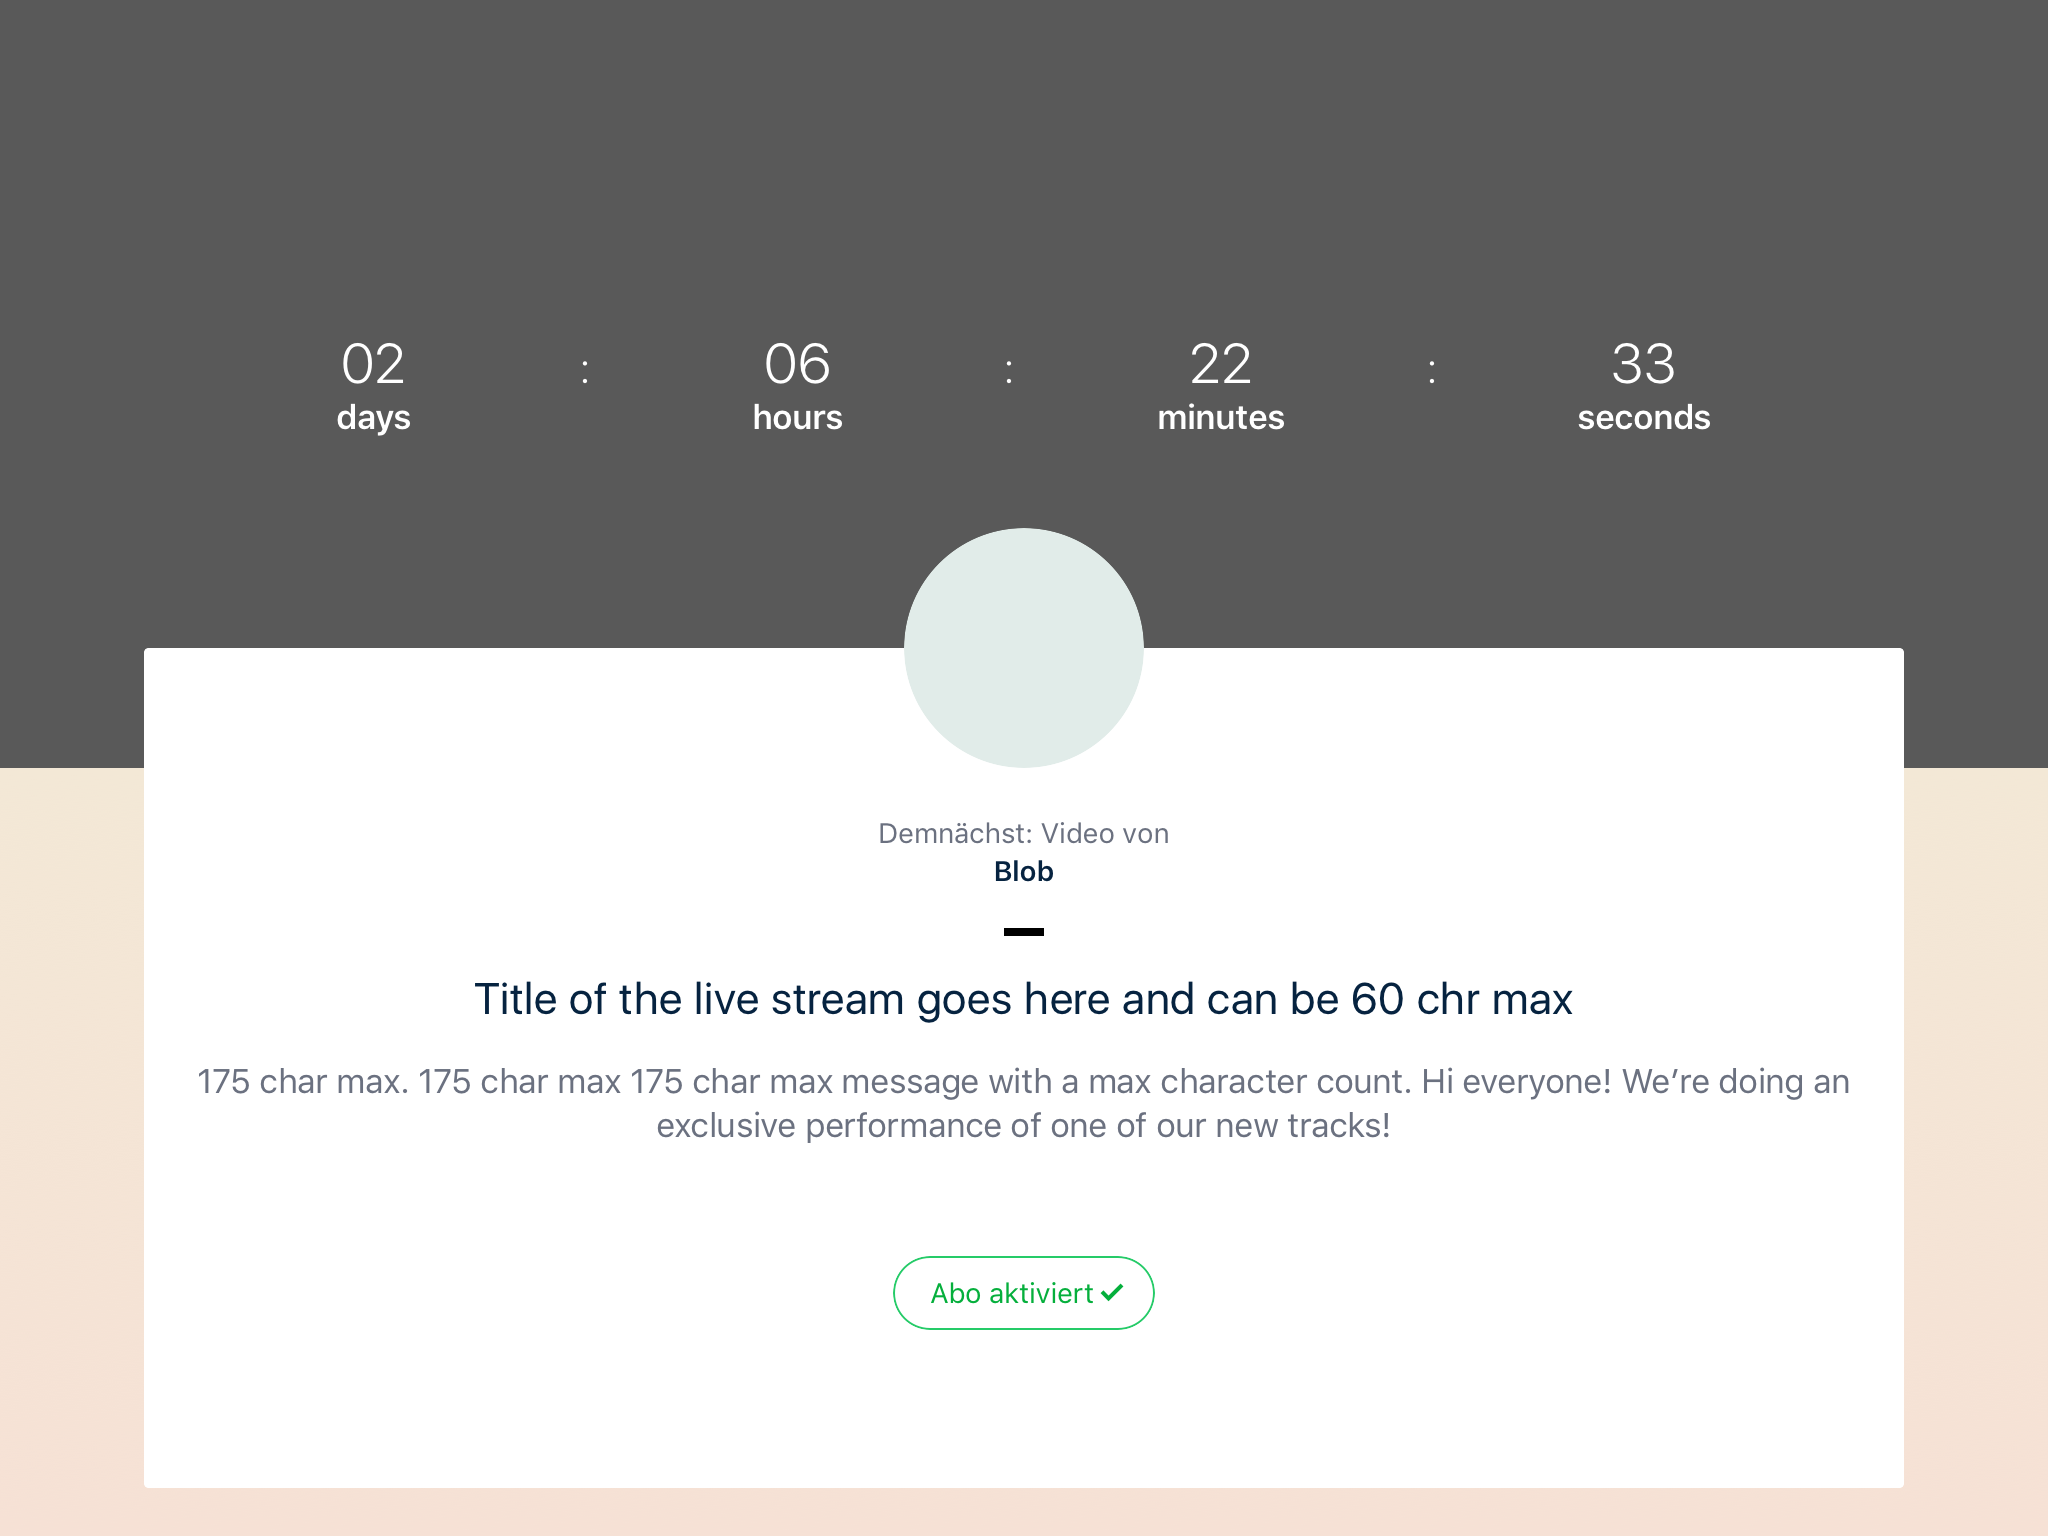 02 : 06 : 22 : 33
days hours minutes seconds
Demnächst: Video von
Blob
Title of the live stream goes here and can be 60 chr max
175 char max. 175 char max 175 char max message with a max character count. Hi everyone! We’re doing an
exclusive performance of one of our new tracks!
Abo aktiviert